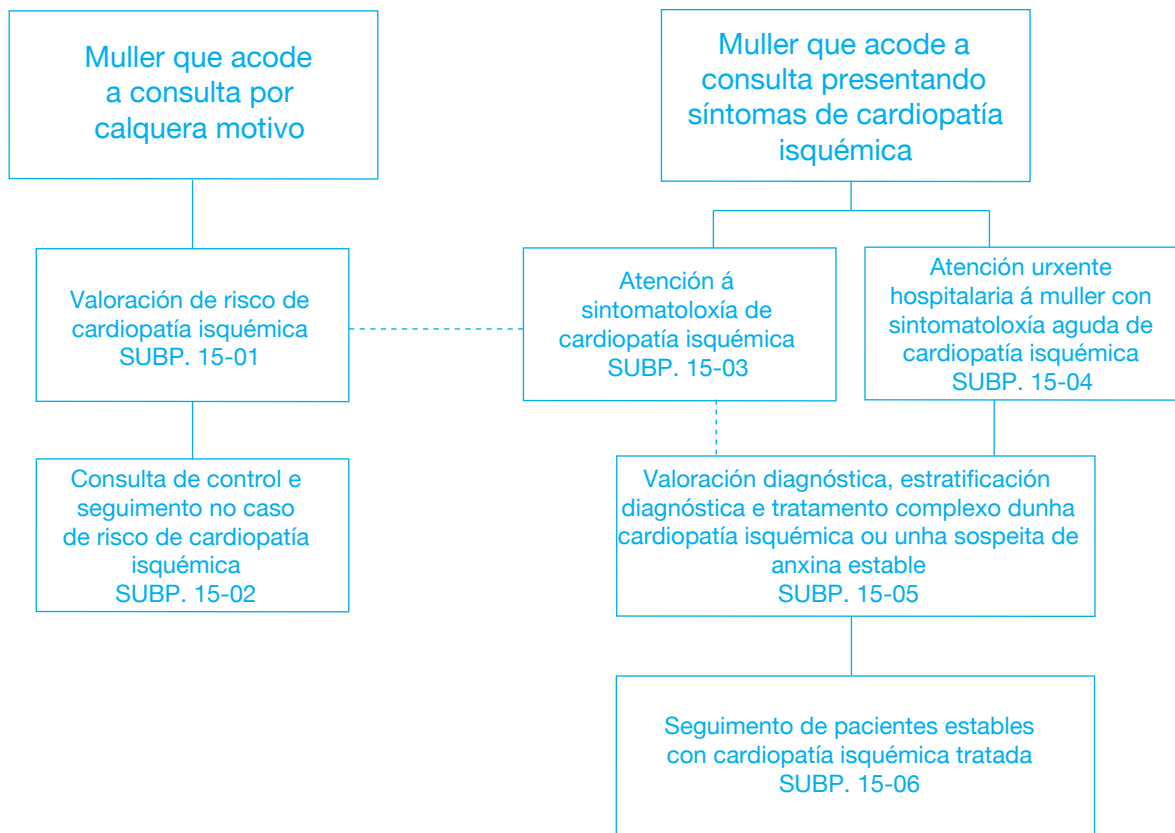 Muller que acode
a consulta por
calquera motivo
Muller que acode a
consulta presentando
síntomas de cardiopatía
isquémica
Valoración de risco de
cardiopatía isquémica
SUBP. 15-01
Atención á
sintomatoloxía de
cardiopatía isquémica
SUBP. 15-03
Atención urxente
hospitalaria á muller con
sintomatoloxía aguda de
cardiopatía isquémica
SUBP. 15-04
Consulta de control e
seguimento no caso
de risco de cardiopatía
isquémica
SUBP. 15-02
Valoración diagnóstica, estratificación
diagnóstica e tratamento complexo dunha
cardiopatía isquémica ou unha sospeita de
anxina estable
SUBP. 15-05
Seguimento de pacientes estables
con cardiopatía isquémica tratada
SUBP. 15-06